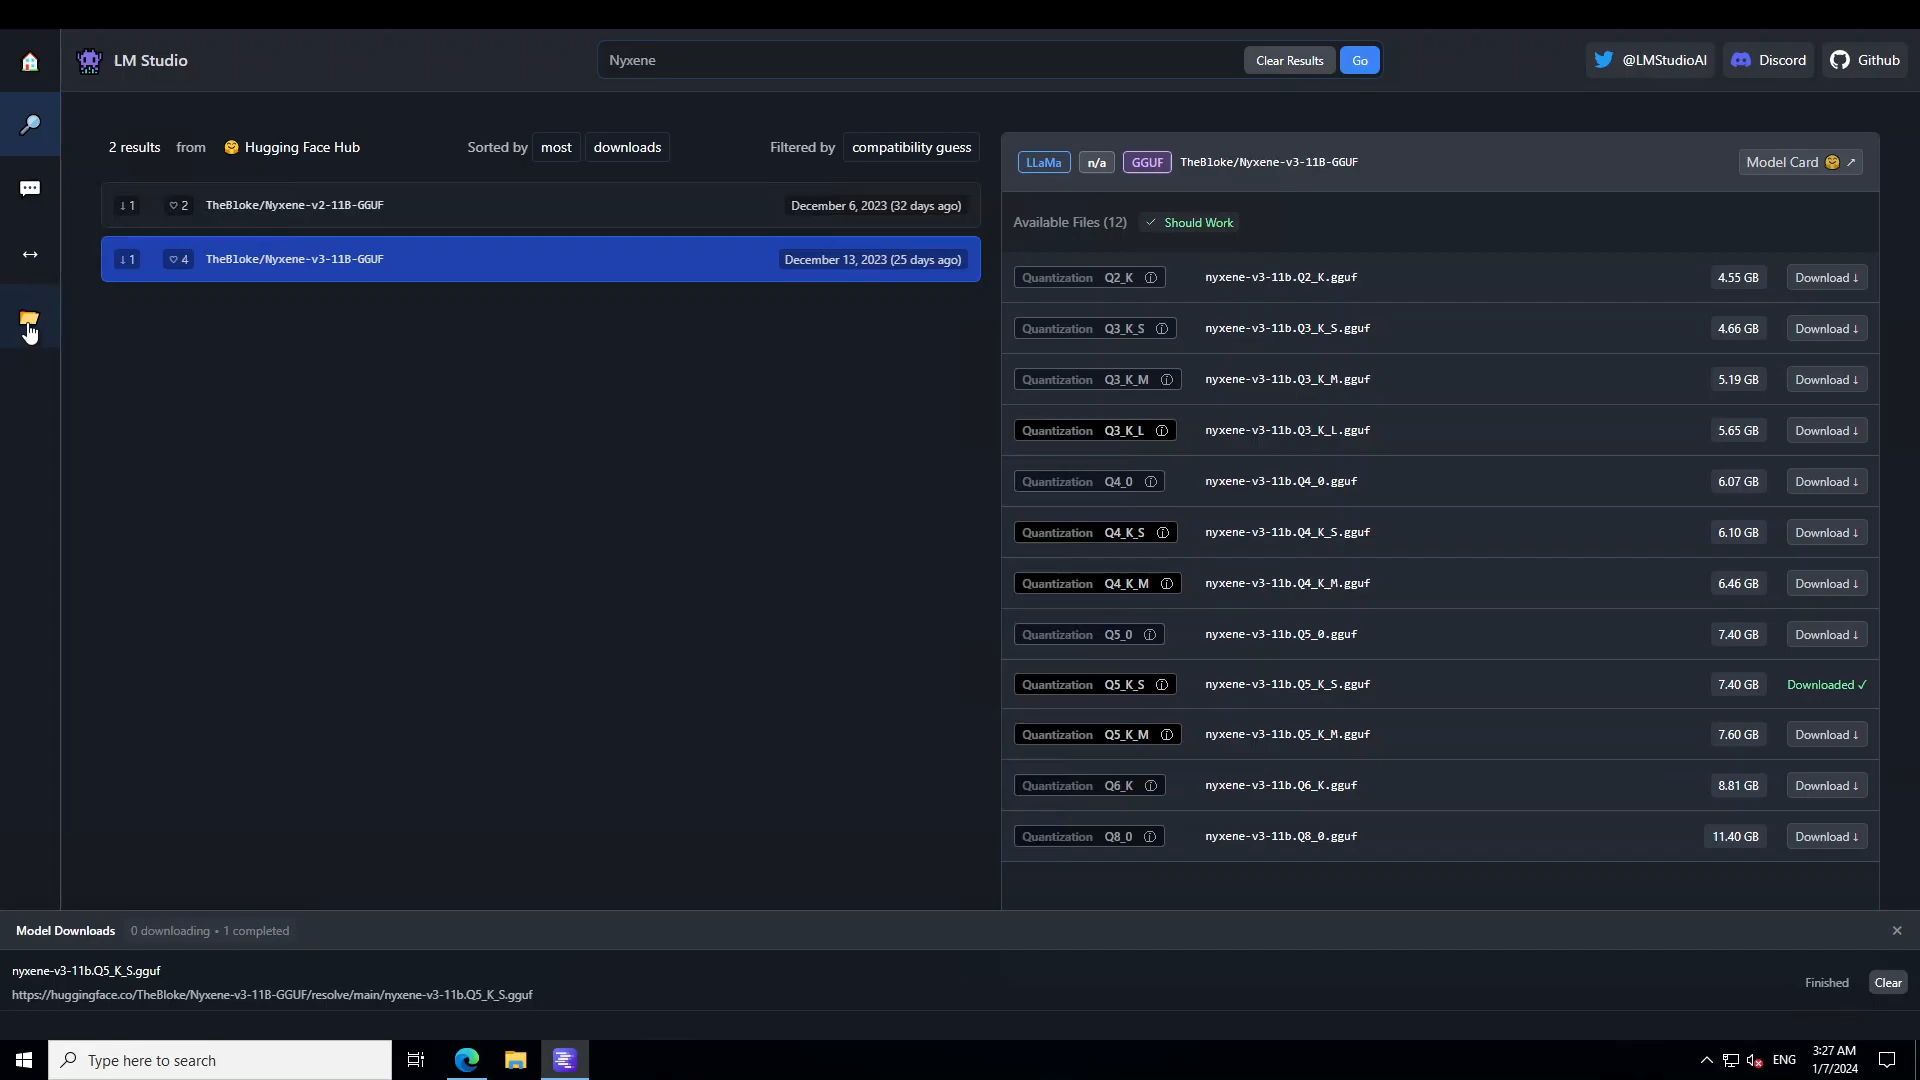 LM Studio
Nyxene
Clear Results
Go
@LMStudioAI
Discord
Github
2 results from Hugging Face Hub
Sorted by most downloads
Filtered by compatibility guess
↓ 1 ♡ 2 TheBloke/Nyxene-v2-11B-GGUF December 6, 2023 (32 days ago)
↓ 1 ♡ 4 TheBloke/Nyxene-v3-11B-GGUF December 13, 2023 (25 days ago)
LLaMa n/a GGUF TheBloke/Nyxene-v3-11B-GGUF Model Card ↗
Available Files (12) ✓ Should Work
Quantization Q2_K ⓘ nyxene-v3-11b.Q2_K.gguf 4.55 GB Download ↓
Quantization Q3_K_S ⓘ nyxene-v3-11b.Q3_K_S.gguf 4.66 GB Download ↓
Quantization Q3_K_M ⓘ nyxene-v3-11b.Q3_K_M.gguf 5.19 GB Download ↓
Quantization Q3_K_L ⓘ nyxene-v3-11b.Q3_K_L.gguf 5.65 GB Download ↓
Quantization Q4_0 ⓘ nyxene-v3-11b.Q4_0.gguf 6.07 GB Download ↓
Quantization Q4_K_S ⓘ nyxene-v3-11b.Q4_K_S.gguf 6.10 GB Download ↓
Quantization Q4_K_M ⓘ nyxene-v3-11b.Q4_K_M.gguf 6.46 GB Download ↓
Quantization Q5_0 ⓘ nyxene-v3-11b.Q5_0.gguf 7.40 GB Download ↓
Quantization Q5_K_S ⓘ nyxene-v3-11b.Q5_K_S.gguf 7.40 GB Downloaded ✓
Quantization Q5_K_M ⓘ nyxene-v3-11b.Q5_K_M.gguf 7.60 GB Download ↓
Quantization Q6_K ⓘ nyxene-v3-11b.Q6_K.gguf 8.81 GB Download ↓
Quantization Q8_0 ⓘ nyxene-v3-11b.Q8_0.gguf 11.40 GB Download ↓
Model Downloads 0 downloading • 1 completed
nyxene-v3-11b.Q5_K_S.gguf
https://huggingface.co/TheBloke/Nyxene-v3-11B-GGUF/resolve/main/nyxene-v3-11b.Q5_K_S.gguf
Finished
Clear
Type here to search
ENG
3:27 AM
1/7/2024